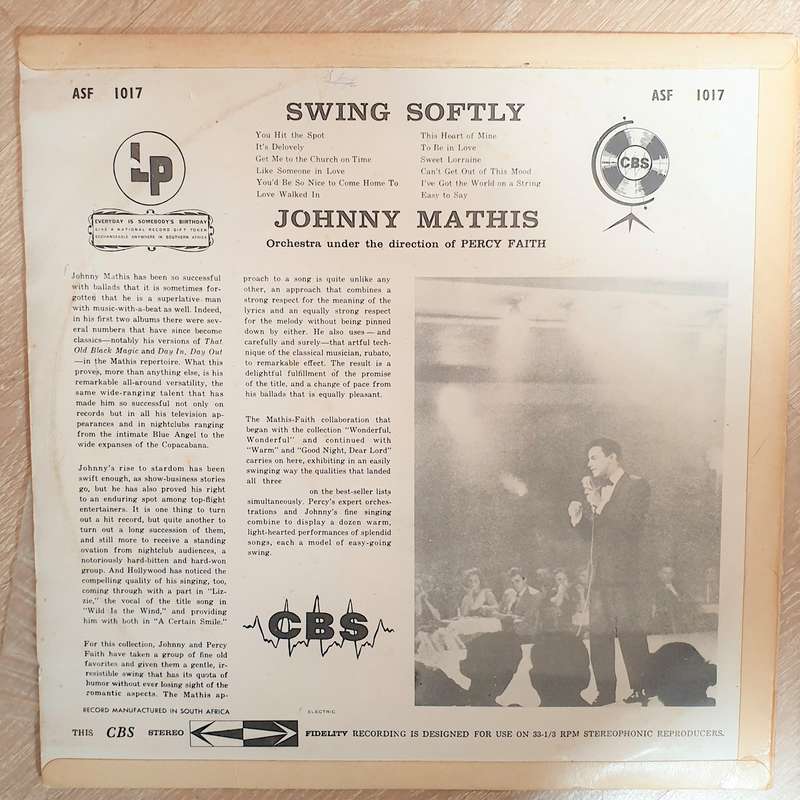 ASF 1017
ASF 1017
SWING SOFTLY
You Hit the Spot
It's Delovely
Get Me to the Church on Time
Like Someone in Love
You'd Be So Nice to Come Home To
Love Walked In
This Heart of Mine
To Be in Love
Sweet Lorraine
Can't Get Out of This Mood
I've Got the World on a String
Easy to Say
LP
EVERYDAY IS SOMEBODY'S BIRTHDAY
GIVE A NATIONAL RECORD GIFT TOKEN
EXCHANGEABLE ANYWHERE IN SOUTHERN AFRICA
CBS
JOHNNY MATHIS
Orchestra under the direction of PERCY FAITH
Johnny Mathis has been so successful
with ballads that it is sometimes for-
gotten that he is a superlative man
with music-with-a-beat as well. Indeed,
in his first two albums there were sev-
eral numbers that have since become
classics—notably his versions of That
Old Black Magic and Day In, Day Out
—in the Mathis repertoire. What this
proves, more than anything else, is his
remarkable all-around versatility, the
same wide-ranging talent that has
made him so successful not only on
records but in all his television ap-
pearances and in nightclubs ranging
from the intimate Blue Angel to the
wide expanses of the Copacabana.
Johnny's rise to stardom has been
swift enough, as show-business stories
go, but he has also proved his right
to an enduring spot among top-flight
entertainers. It is one thing to turn
out a hit record, but quite another to
turn out a long succession of them,
and still more to receive a standing
ovation from nightclub audiences, a
notoriously hard-bitten and hard-won
group. And Hollywood has noticed the
compelling quality of his singing, too,
coming through with a part in "Liz-
zie," the vocal of the title song in
"Wild Is the Wind," and providing
him with both in "A Certain Smile."
For this collection, Johnny and Percy
Faith have taken a group of fine old
favorites and given them a gentle, ir-
resistible swing that has its quota of
humor without ever losing sight of the
romantic aspects. The Mathis ap-
proach to a song is quite unlike any
other, an approach that combines a
strong respect for the meaning of the
lyrics and an equally strong respect
for the melody without being pinned
down by either. He also uses — and
carefully and surely—that artful tech-
nique of the classical musician, rubato,
to remarkable effect. The result is a
delightful fulfillment of the promise
of the title, and a change of pace from
his ballads that is equally pleasant.
The Mathis-Faith collaboration that
began with the collection "Wonderful,
Wonderful" and continued with
"Warm" and "Good Night, Dear Lord"
carries on here, exhibiting in an easily
swinging way the qualities that landed
all three
on the best-seller lists
simultaneously. Percy's expert orches-
trations and Johnny's fine singing
combine to display a dozen warm,
light-hearted performances of splendid
songs, each a model of easy-going
swing.
CBS
RECORD MANUFACTURED IN SOUTH AFRICA
ELECTRIC
THIS CBS STEREO FIDELITY RECORDING IS DESIGNED FOR USE ON 33-1/3 RPM STEREOPHONIC REPRODUCERS.